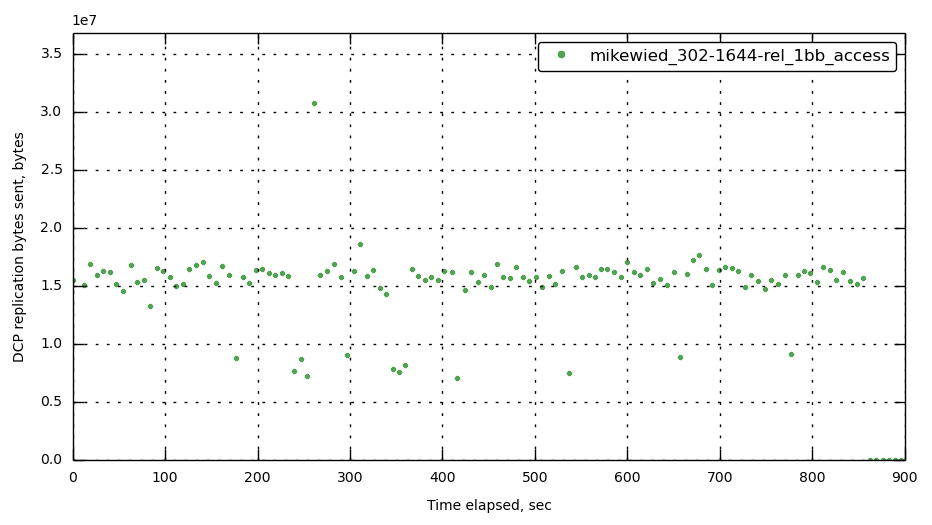 1e7
mikewied_302-1644-rel_1bb_access
3.5
3.0
2.5
2.0
1.5
1.0
0.5
0.0
DCP replication bytes sent, bytes
0 100 200 300 400 500 600 700 800 900
Time elapsed, sec